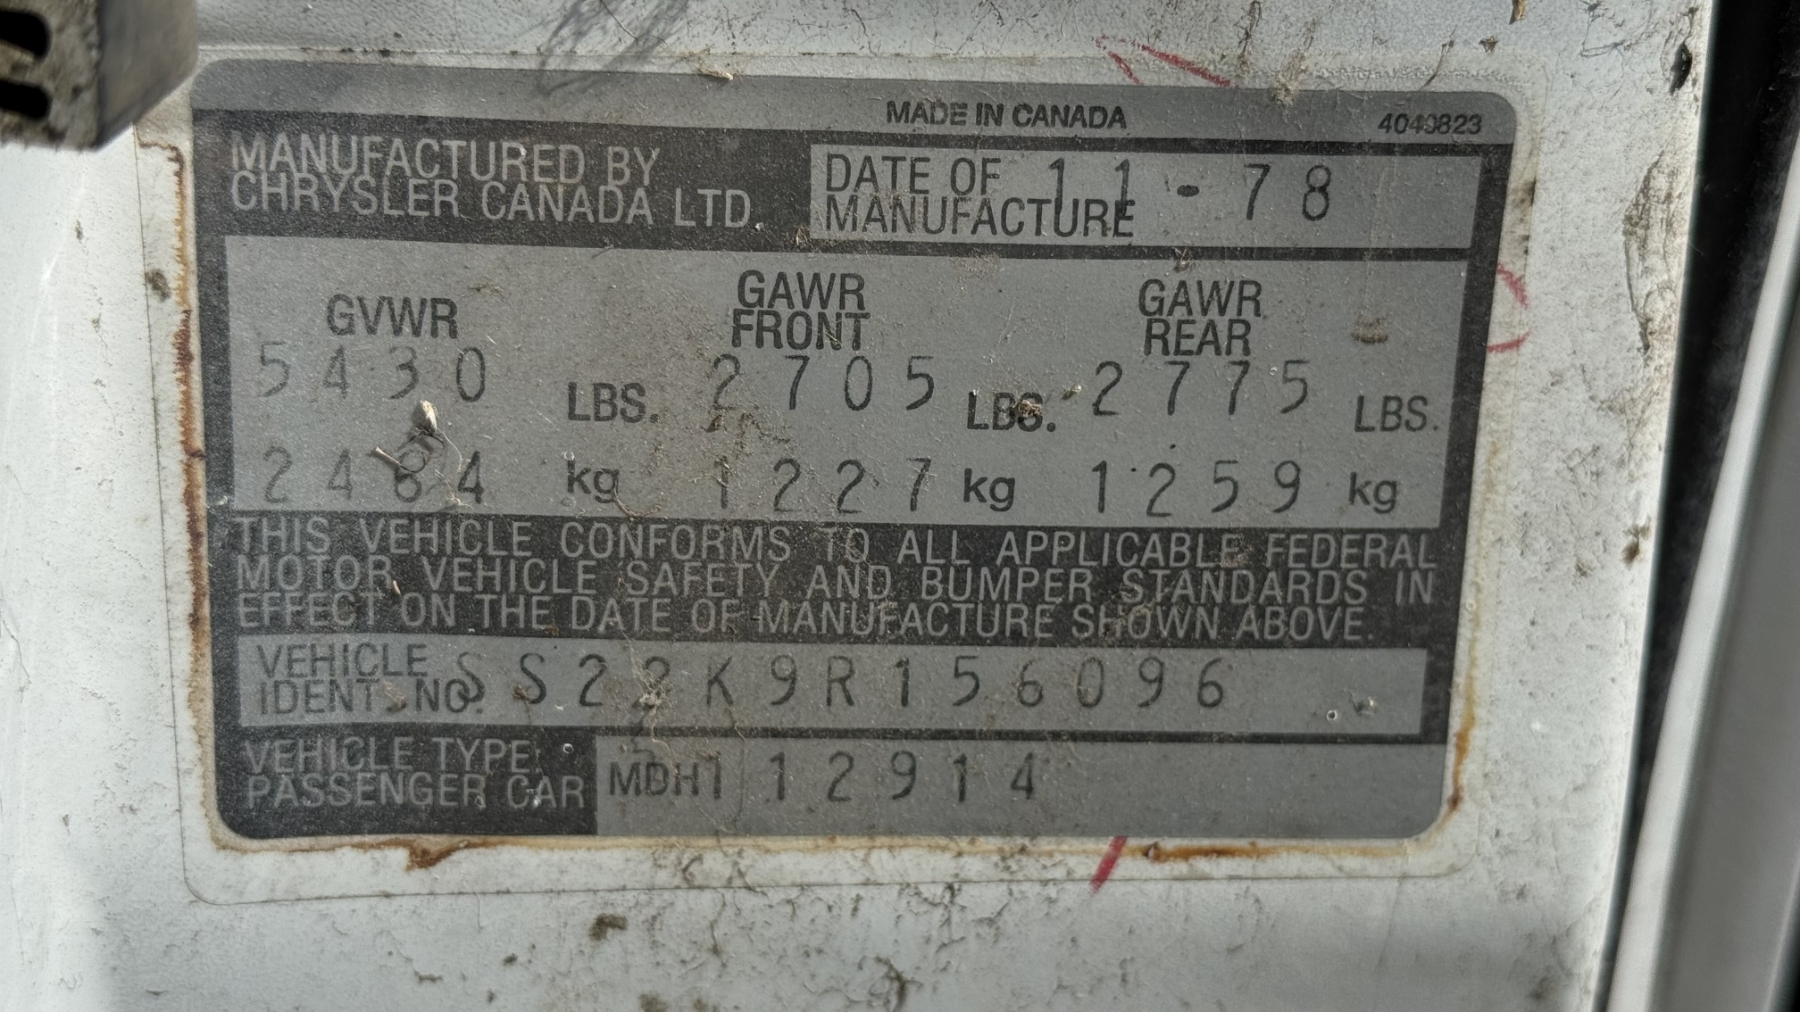 MADE IN CANADA
4040823
MANUFACTURED BY
CHRYSLER CANADA LTD.
DATE OF
MANUFACTURE
11-78
GVWR
5430 LBS.
2464 kg
GAWR
FRONT
2705 LBS.
1227 kg
GAWR
REAR
2775 LBS.
1259 kg
THIS VEHICLE CONFORMS TO ALL APPLICABLE FEDERAL
MOTOR VEHICLE SAFETY AND BUMPER STANDARDS IN
EFFECT ON THE DATE OF MANUFACTURE SHOWN ABOVE.
VEHICLE
IDENT. NO.
SS22K9R156096
VEHICLE TYPE:
PASSENGER CAR
MDH 112914